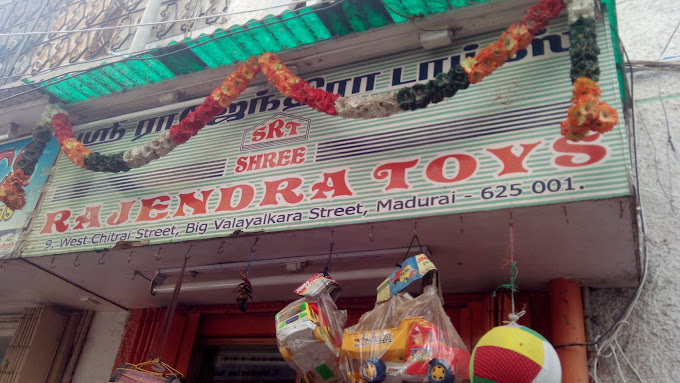 ஸ்ரீ ராஜேந்திரா டாய்ஸ்
SRT
SHREE
RAJENDRA TOYS
9, West Chitrai Street, Big Valayalkara Street, Madurai - 625 001.